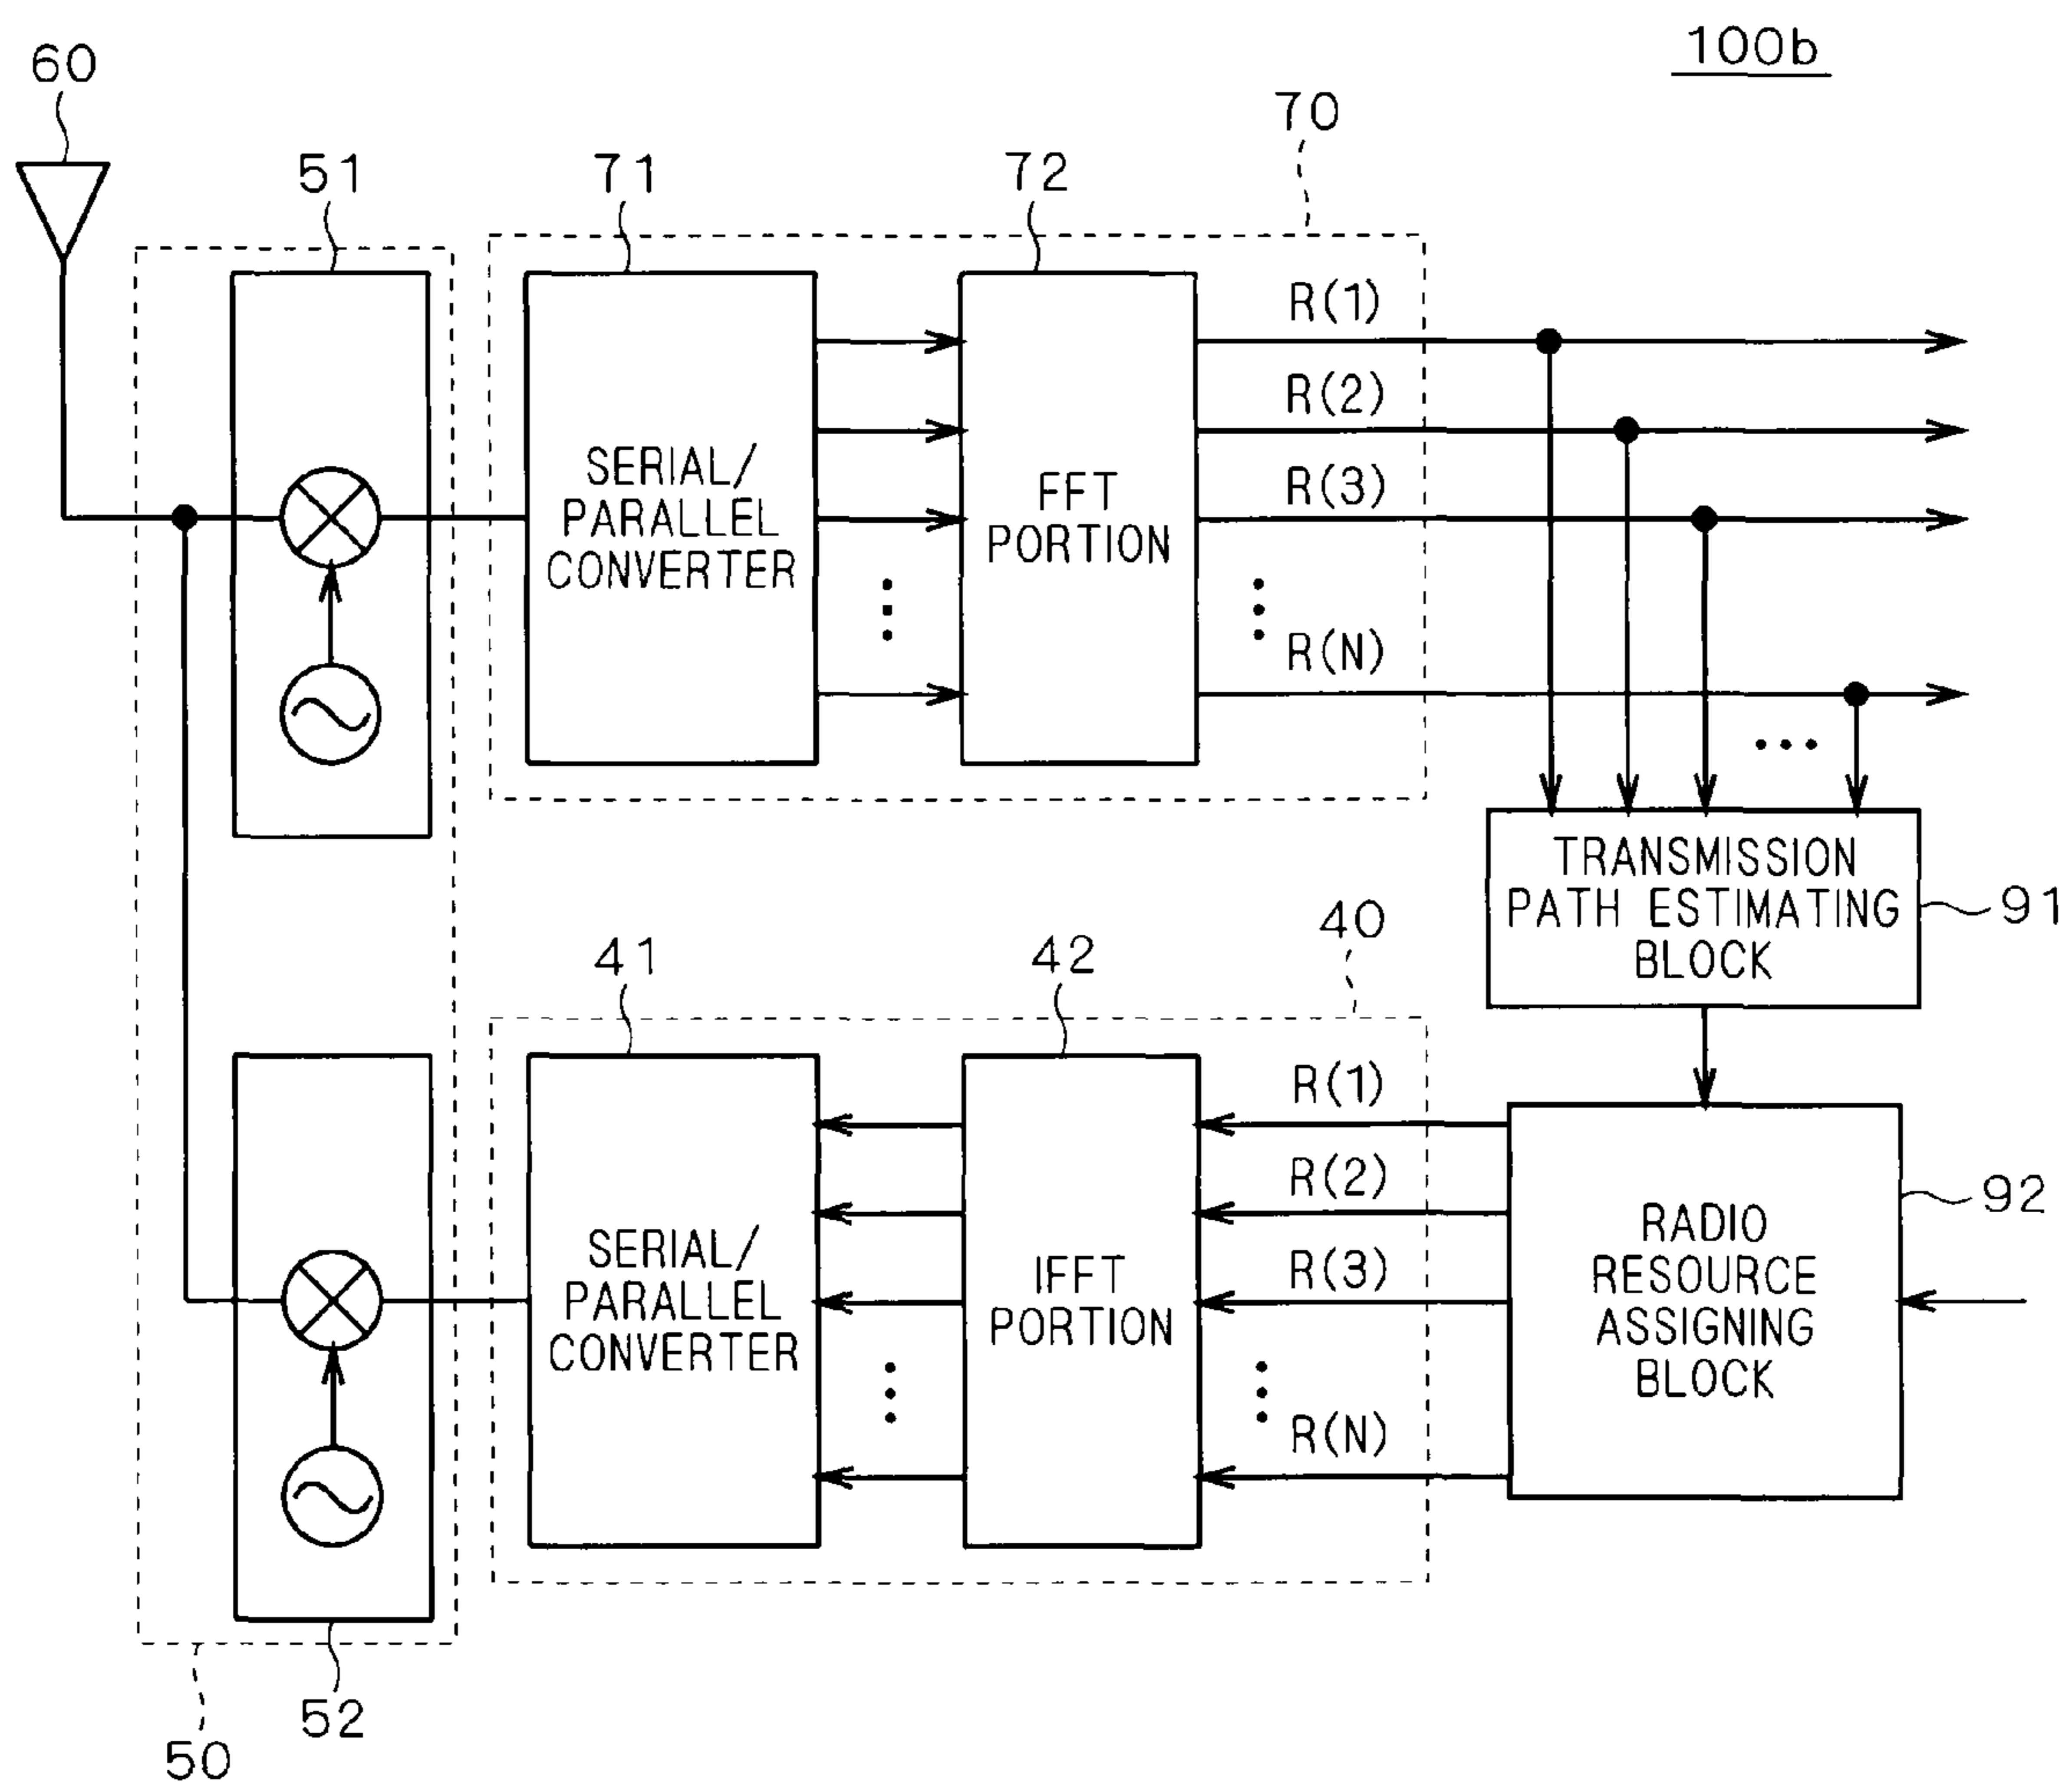 100b
60
70
51
71
72
R(1)
R(2)
R(3)
R(N)
SERIAL/
PARALLEL
CONVERTER
FFT
PORTION
TRANSMISSION
PATH ESTIMATING
BLOCK
91
40
41
42
R(1)
R(2)
R(3)
R(N)
SERIAL/
PARALLEL
CONVERTER
IFFT
PORTION
RADIO
RESOURCE
ASSIGNING
BLOCK
92
52
50